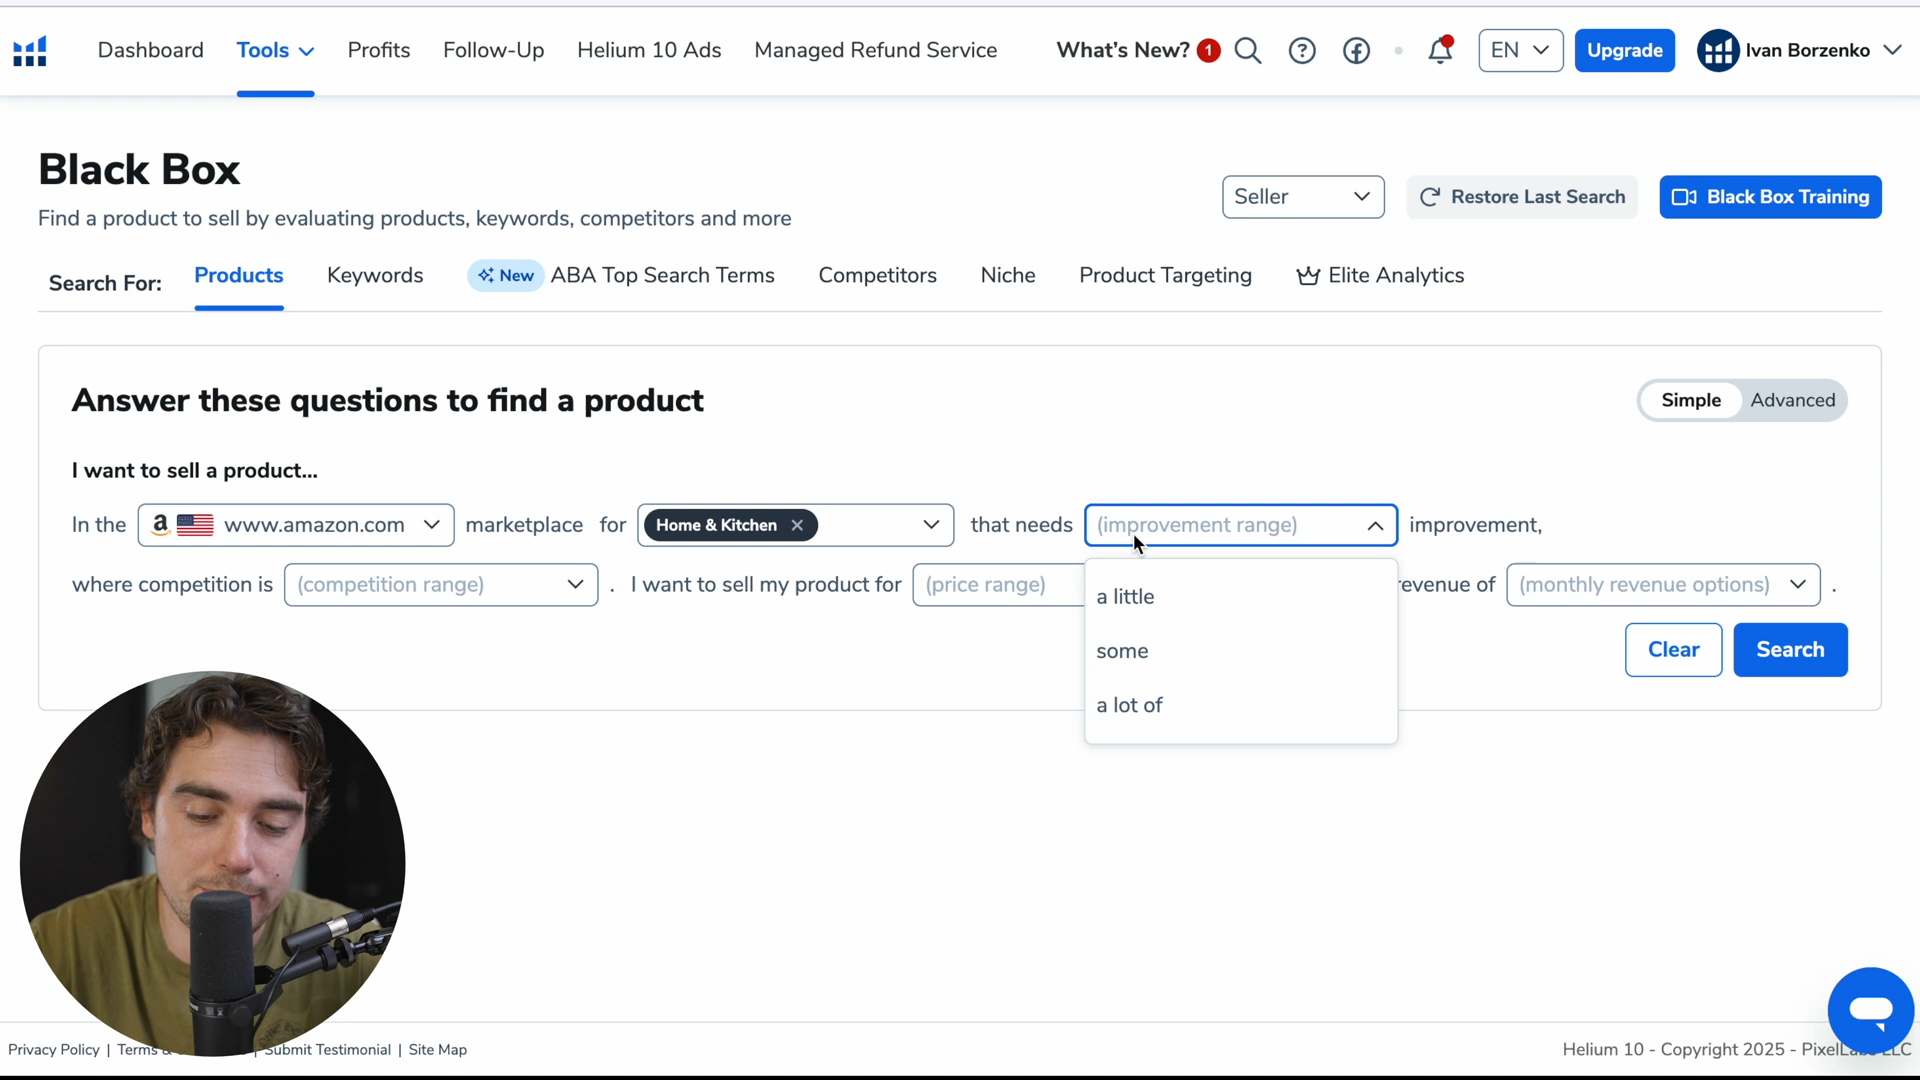 Dashboard Tools Profits Follow-Up Helium 10 Ads Managed Refund Service What's New? 1 EN Upgrade Ivan Borzenko
Black Box
Find a product to sell by evaluating products, keywords, competitors and more
Seller Restore Last Search Black Box Training
Search For: Products Keywords New ABA Top Search Terms Competitors Niche Product Targeting Elite Analytics
Answer these questions to find a product
Simple Advanced
I want to sell a product...
In the a www.amazon.com marketplace for Home & Kitchen that needs (improvement range) improvement,
where competition is (competition range) . I want to sell my product for (price range) revenue of (monthly revenue options) .
a little
some
a lot of
Clear Search
Privacy Policy | Terms | Submit Testimonial | Site Map
Helium 10 - Copyright 2025 - PixelLabs LLC